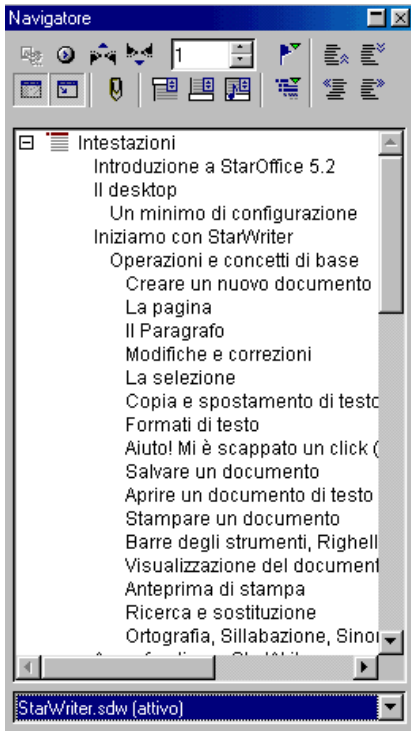 Navigatore
1
Intestazioni
Introduzione a StarOffice 5.2
Il desktop
Un minimo di configurazione
Iniziamo con StarWriter
Operazioni e concetti di base
Creare un nuovo documento
La pagina
Il Paragrafo
Modifiche e correzioni
La selezione
Copia e spostamento di testo
Formati di testo
Aiuto! Mi è scappato un click (
Salvare un documento
Aprire un documento di testo
Stampare un documento
Barre degli strumenti, Righell
Visualizzazione del document
Anteprima di stampa
Ricerca e sostituzione
Ortografia, Sillabazione, Sinor
StarWriter.sdw (attivo)